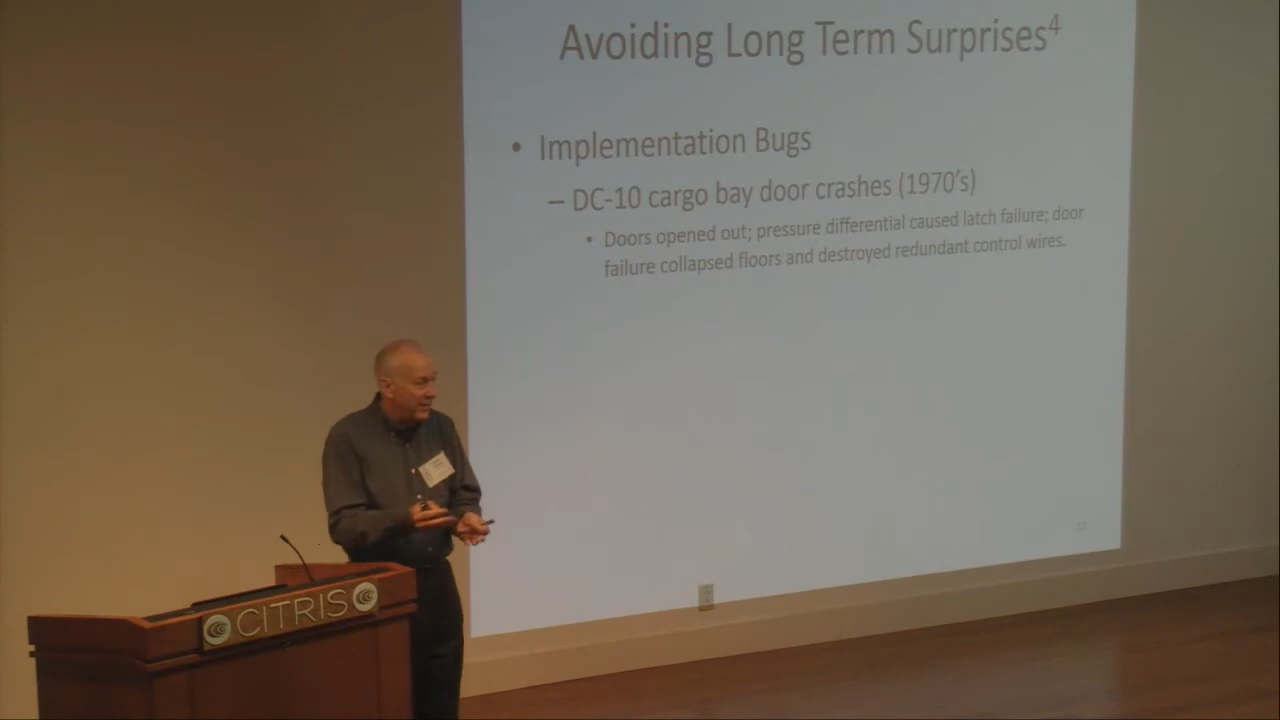 Avoiding Long Term Surprises⁴
• Implementation Bugs
– DC-10 cargo bay door crashes (1970's)
• Doors opened out; pressure differential caused latch failure; door
failure collapsed floors and destroyed redundant control wires.
CITRIS